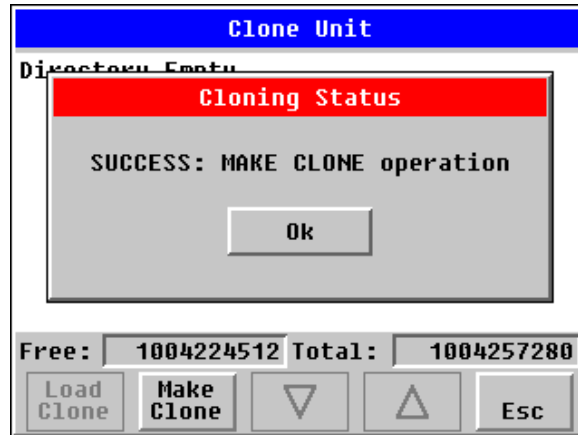 Clone Unit
Directory Empty
Cloning Status
SUCCESS: MAKE CLONE operation
Ok
Free: 1004224512 Total: 1004257280
Load Clone
Make Clone
Esc